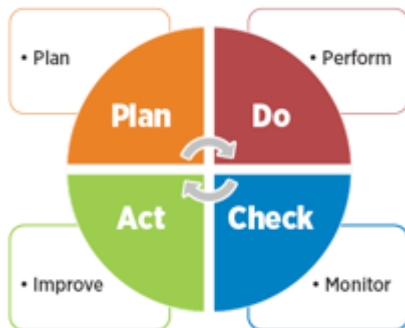 • Plan
• Perform
Plan
Do
Act
Check
• Improve
• Monitor